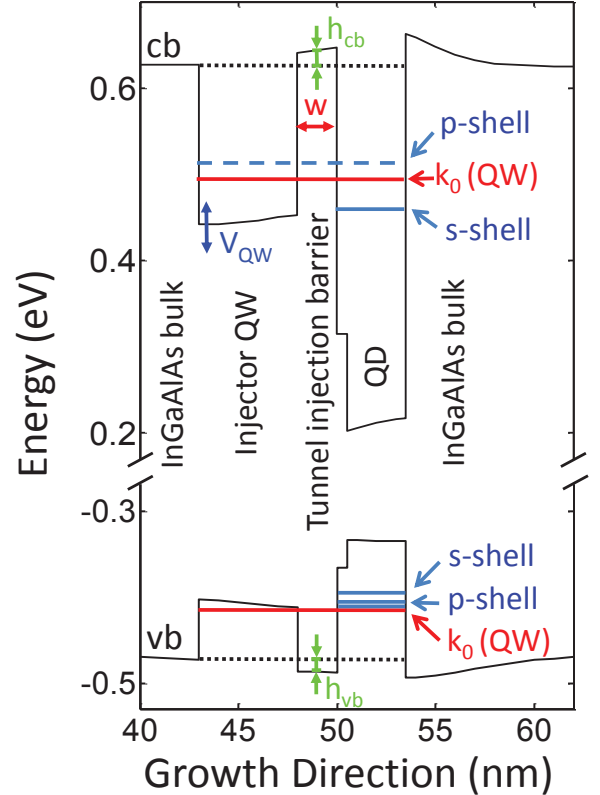 h_cb
cb
0.6
w
p-shell
k_0 (QW)
s-shell
V_QW
0.4
0.2
Energy (eV)
InGaAlAs bulk
Injector QW
Tunnel injection barrier
QD
InGaAlAs bulk
-0.3
s-shell
p-shell
k_0 (QW)
vb
h_vb
-0.5
40 45 50 55 60
Growth Direction (nm)